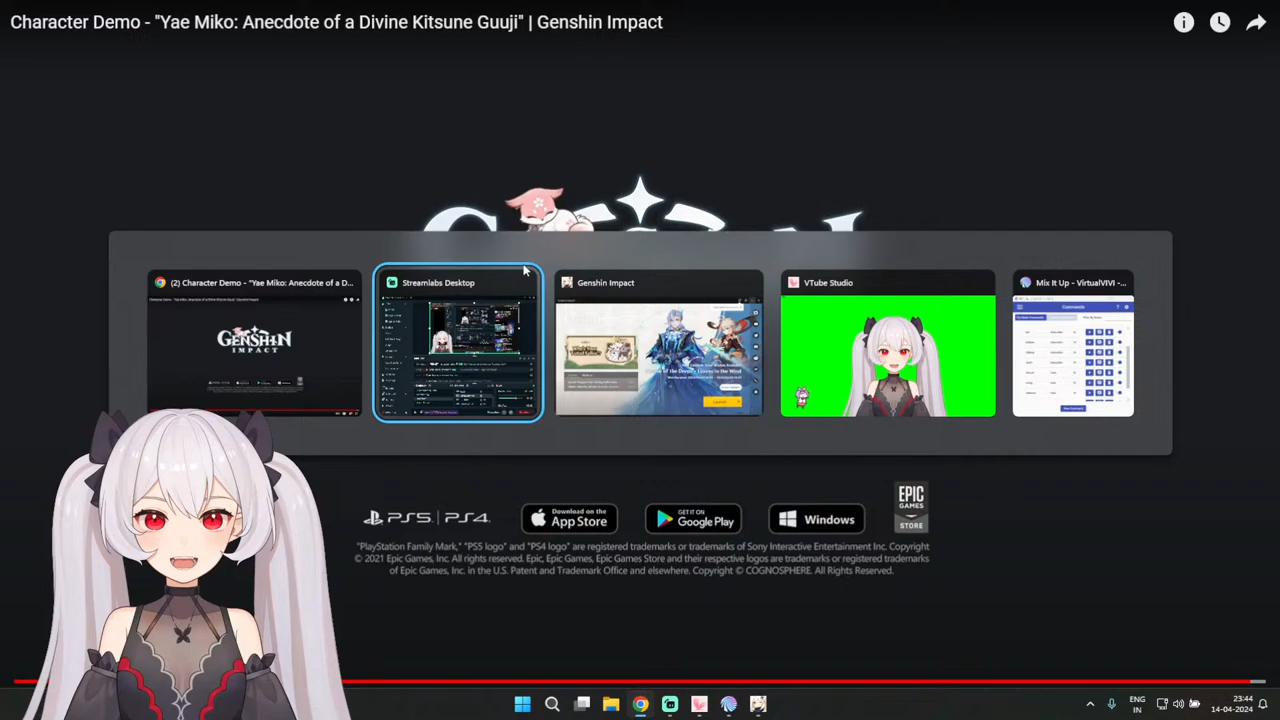 Character Demo - "Yae Miko: Anecdote of a Divine Kitsune Guuji" | Genshin Impact
(2) Character Demo - "Yae Miko: Anecdote of a D...
Streamlabs Desktop
Genshin Impact
VTube Studio
Mix It Up - VirtualVIVI -...
GENSHIN
IMPACT
Commands
Launch
PS5 | PS4
Download on the
App Store
GET IT ON
Google Play
Windows
EPIC
GAMES
STORE
"PlayStation Family Mark," "PS5 logo" and "PS4 logo" are registered trademarks or trademarks of Sony Interactive Entertainment Inc. Copyright
© 2021 Epic Games, Inc. All rights reserved. Epic, Epic Games, Epic Games Store and their respective logos are trademarks or registered trademarks
of Epic Games, Inc. in the U.S. Patent and Trademark Office and elsewhere. Copyright © COGNOSPHERE. All Rights Reserved.
ENG
IN
23:44
14-04-2024